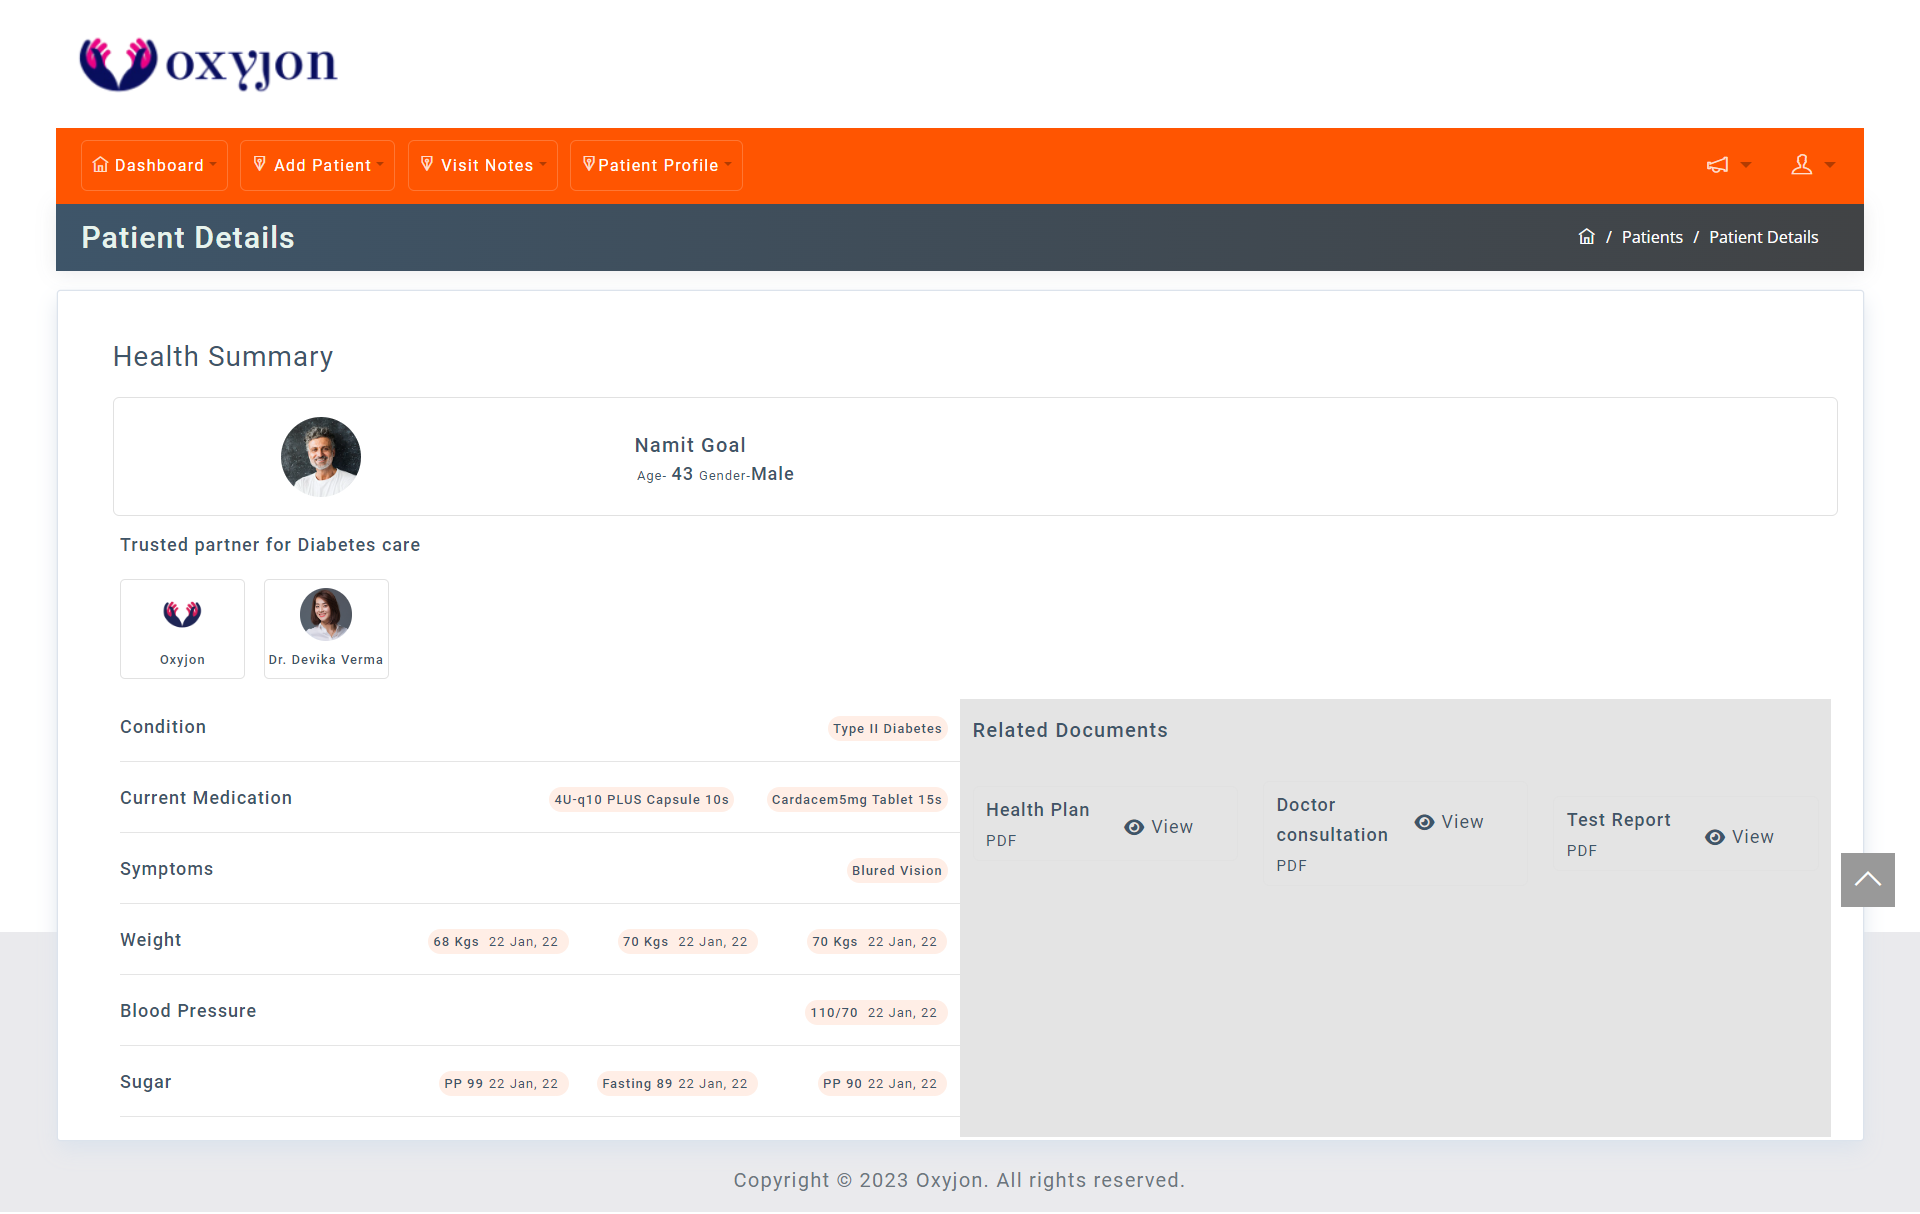 oxyjon
Dashboard Add Patient Visit Notes Patient Profile
Patient Details
/ Patients / Patient Details
Health Summary
Namit Goal
Age- 43 Gender-Male
Trusted partner for Diabetes care
Oxyjon
Dr. Devika Verma
Condition Type II Diabetes
Current Medication 4U-q10 PLUS Capsule 10s Cardacem5mg Tablet 15s
Symptoms Blured Vision
Weight 68 Kgs 22 Jan, 22 70 Kgs 22 Jan, 22 70 Kgs 22 Jan, 22
Blood Pressure 110/70 22 Jan, 22
Sugar PP 99 22 Jan, 22 Fasting 89 22 Jan, 22 PP 90 22 Jan, 22
Related Documents
Health Plan
PDF
View
Doctor
consultation
PDF
View
Test Report
PDF
View
Copyright © 2023 Oxyjon. All rights reserved.